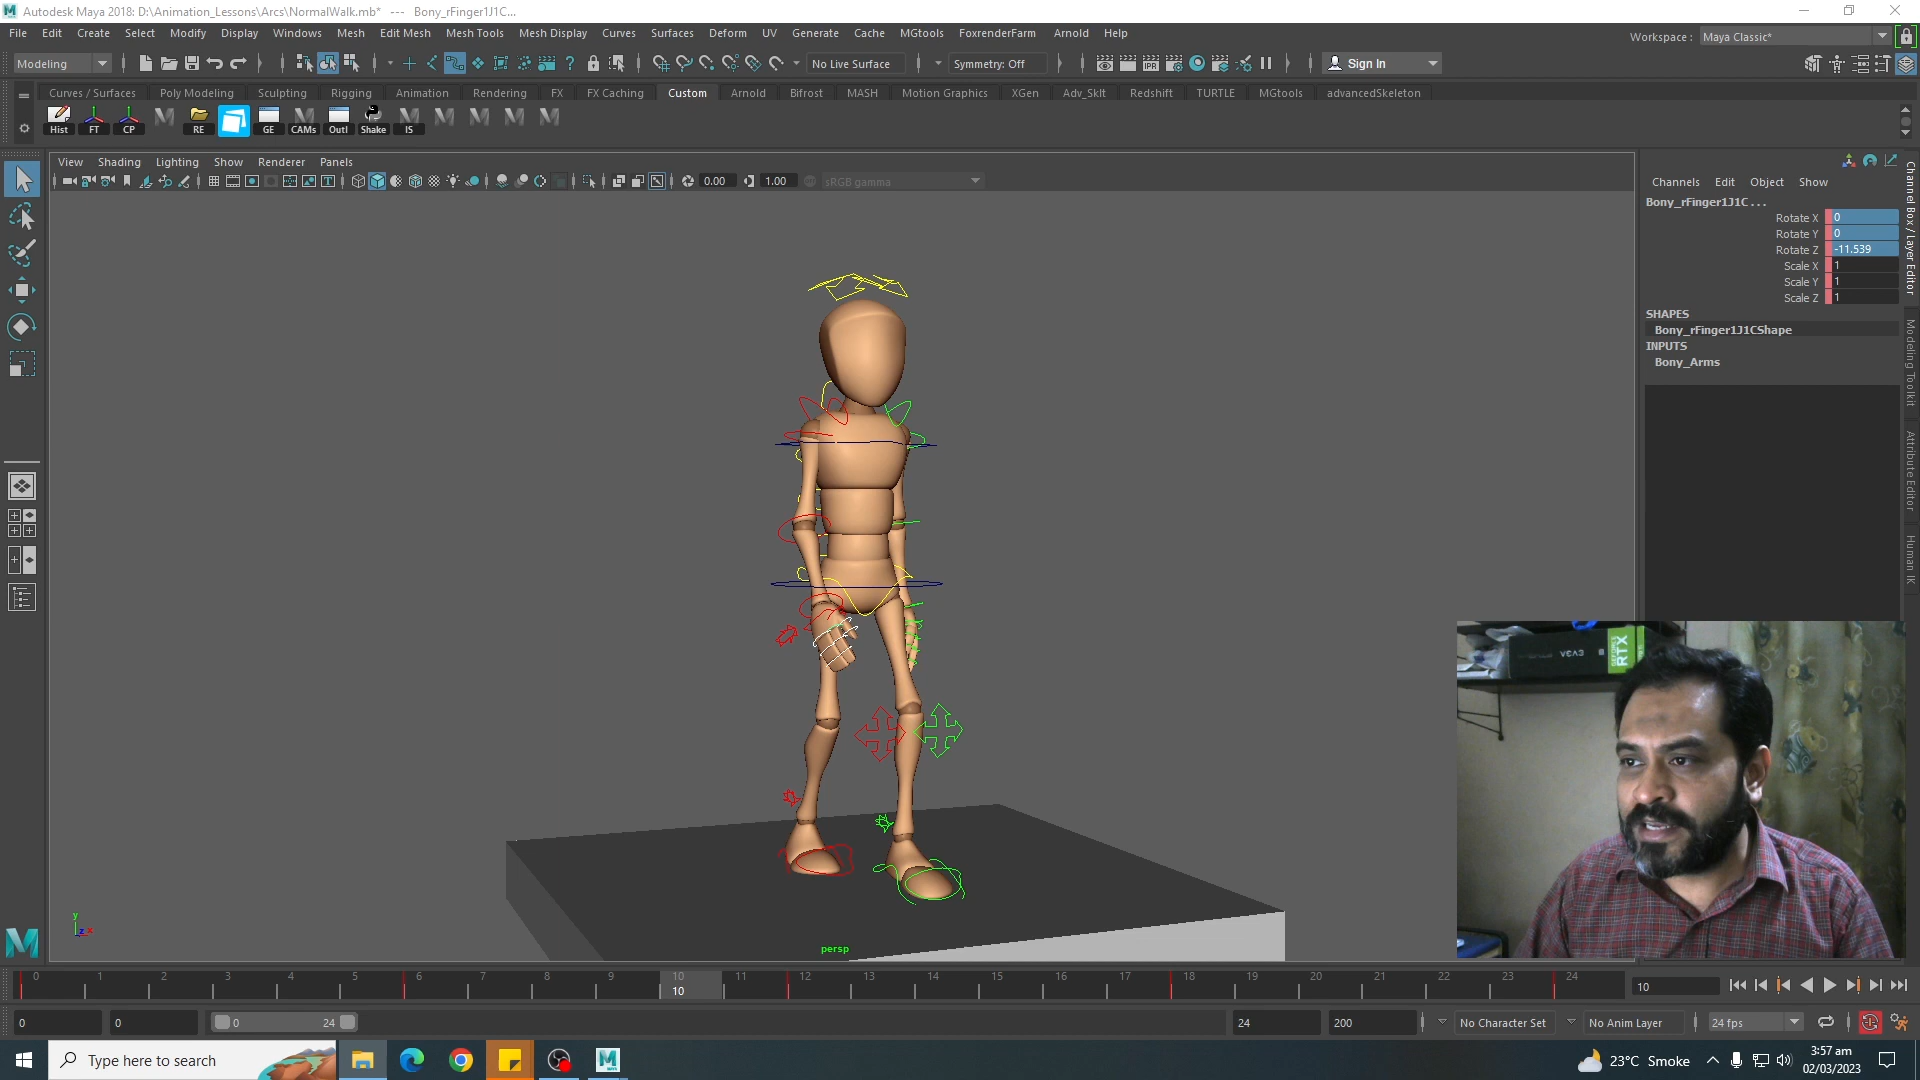 Autodesk Maya 2018: D:\Animation_Lessons\Arcs\NormalWalk.mb* --- Bony_rFinger1J1C...
File Edit Create Select Modify Display Windows Mesh Edit Mesh Mesh Tools Mesh Display Curves Surfaces Deform UV Generate Cache MGtools FoxrenderFarm Arnold Help
Workspace : Maya Classic*
Modeling No Live Surface Symmetry: Off Sign In
Curves / Surfaces Poly Modeling Sculpting Rigging Animation Rendering FX FX Caching Custom Arnold Bifrost MASH Motion Graphics XGen Adv_Sklt Redshift TURTLE MGtools advancedSkeleton
Hist FT CP RE GE CAMs Outl Shake IS
View Shading Lighting Show Renderer Panels
0.00 1.00 sRGB gamma
Channels Edit Object Show
Bony_rFinger1J1C...
Rotate X 0
Rotate Y 0
Rotate Z -11.539
Scale X 1
Scale Y 1
Scale Z 1
SHAPES
Bony_rFinger1J1CShape
INPUTS
Bony_Arms
Channel Box / Layer Editor
Modeling Toolkit
Attribute Editor
Human IK
GEFORCE RTX
EVGA
y
z x
persp
0 1 2 3 4 5 6 7 8 9 10 11 12 13 14 15 16 17 18 19 20 21 22 23 24
10
10
0 0 0 24 24 200 No Character Set No Anim Layer 24 fps
Type here to search
23°C Smoke
3:57 am
02/03/2023